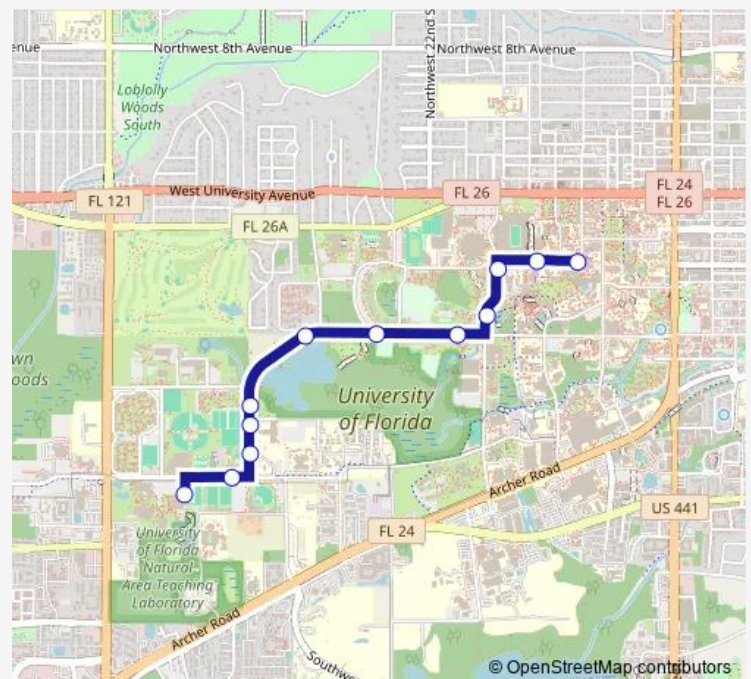 enue
Northwest 8th Avenue
Northwest 22nd S
Northwest 8th Avenue
Loblolly
Woods
South
FL 121
West University Avenue
FL 26
FL 24
FL 26
FL 26A
wn
oods
University
of Florida
Archer Road
US 441
FL 24
University
of Florida
Natural
Area Teaching
Laboratory
Archer Road
Southwe
© OpenStreetMap contributors